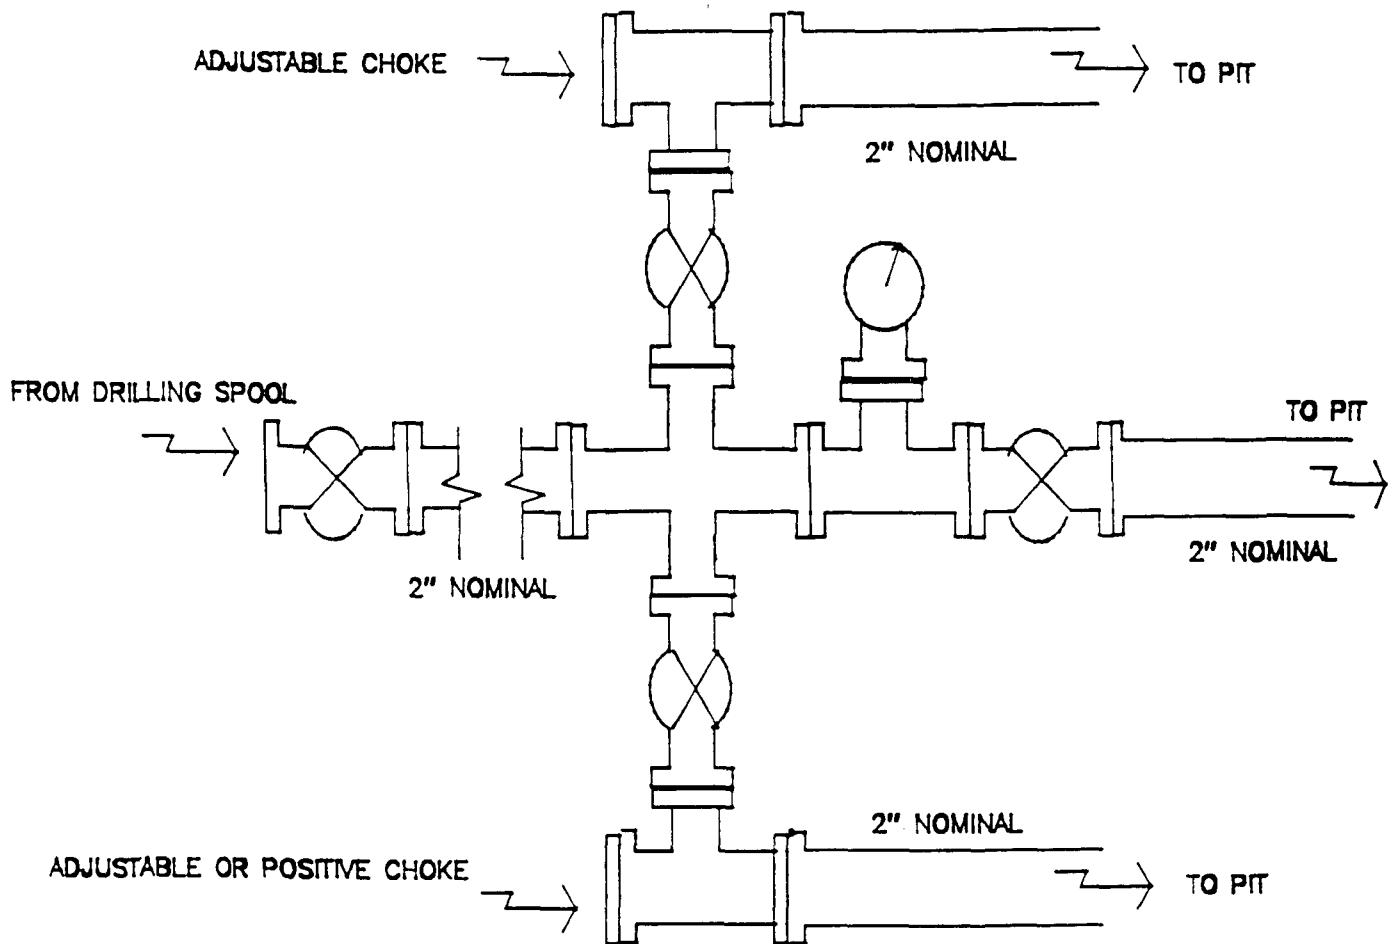 ADJUSTABLE CHOKE
TO PIT
2" NOMINAL
FROM DRILLING SPOOL
TO PIT
2" NOMINAL
2" NOMINAL
2" NOMINAL
ADJUSTABLE OR POSITIVE CHOKE
TO PIT